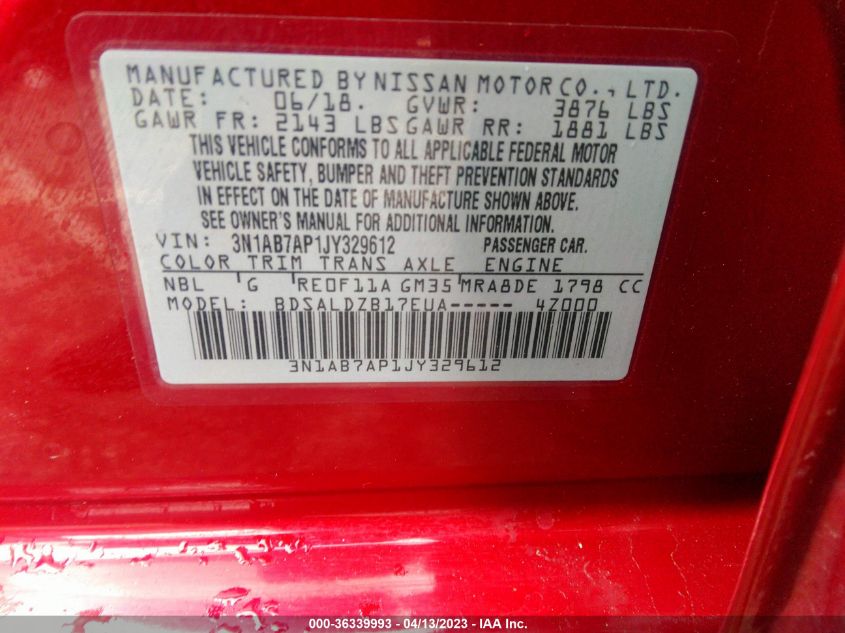 MANUFACTURED BY NISSAN MOTOR CO., LTD.
DATE: 06/18. GVWR: 3876 LBS
GAWR FR: 2143 LBS GAWR RR: 1881 LBS
THIS VEHICLE CONFORMS TO ALL APPLICABLE FEDERAL MOTOR
VEHICLE SAFETY, BUMPER AND THEFT PREVENTION STANDARDS
IN EFFECT ON THE DATE OF MANUFACTURE SHOWN ABOVE.
SEE OWNER'S MANUAL FOR ADDITIONAL INFORMATION.
VIN: 3N1AB7AP1JY329612 PASSENGER CAR.
COLOR TRIM TRANS AXLE ENGINE
NBL G RE0F11A GM35 MRA8DE 1798 CC
MODEL: BDSALDZB17EUA----- 4Z000
3N1AB7AP1JY329612
000-36339993 - 04/13/2023 - IAA Inc.